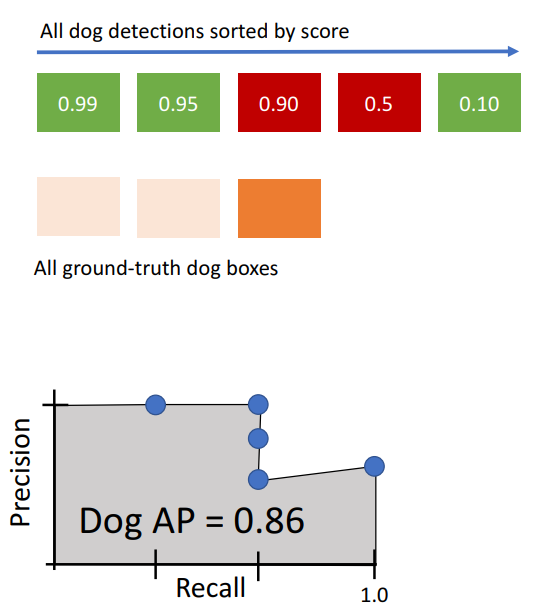 All dog detections sorted by score
0.99 0.95 0.90 0.5 0.10
All ground-truth dog boxes
Precision
Dog AP = 0.86
Recall
1.0